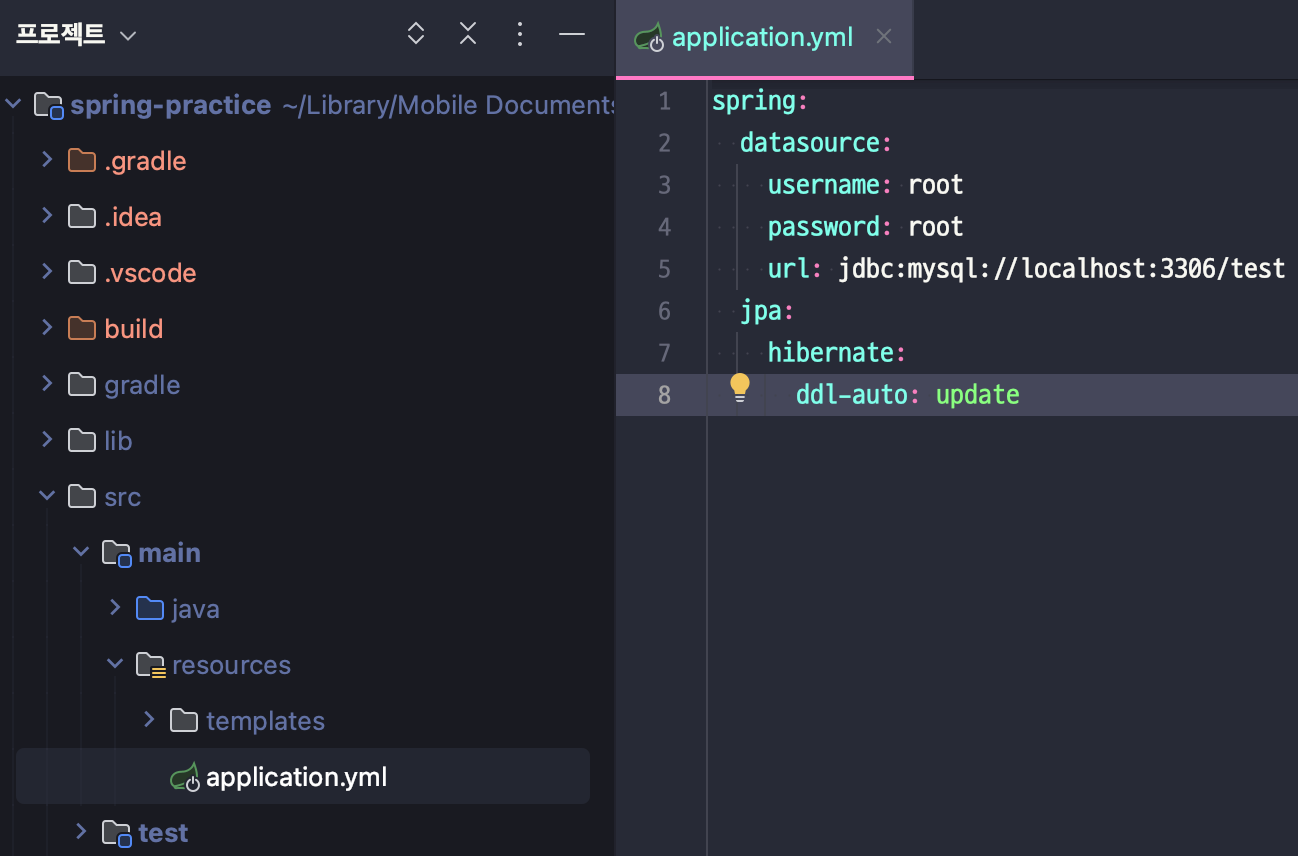 프로젝트
spring-practice ~/Library/Mobile Documents
.gradle
.idea
.vscode
build
gradle
lib
src
main
java
resources
templates
application.yml
test
application.yml
1 spring:
2 datasource:
3 username: root
4 password: root
5 url: jdbc:mysql://localhost:3306/test
6 jpa:
7 hibernate:
8 ddl-auto: update